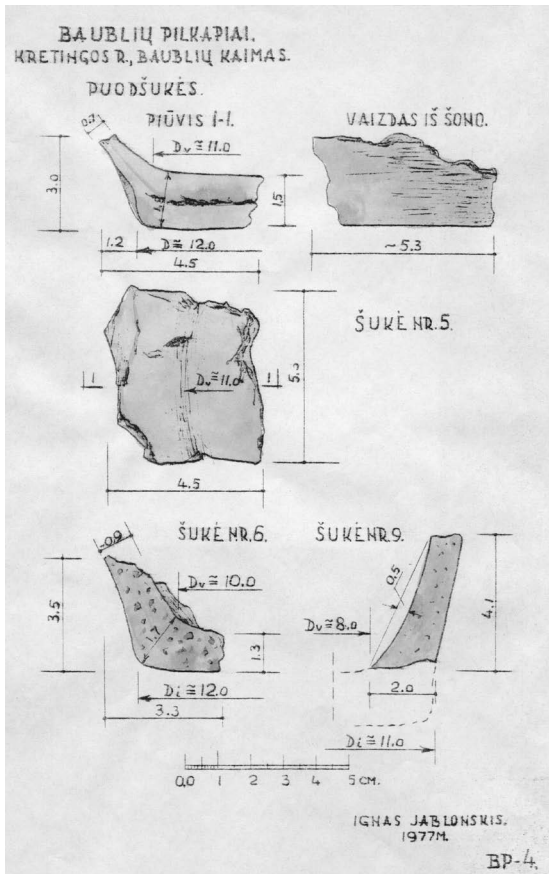 BAUBLIŲ PILKAPIAI.
KRETINGOS R., BAUBLIŲ KAIMAS.
PUODŠUKĖS.
PIŪVIS I-I.
VAIZDAS IŠ ŠONO.
0.7
Dv≅11.0
3.0
1.5
1.2
D≅12.0
4.5
~5.3
ŠUKĖ NR.5.
1
Dv≅11.0
1
4.5
ŠUKĖ NR.6.
ŠUKĖ NR.9.
0.9
3.5
Dv≅10.0
1.7
1.3
Di≅12.0
3.3
0.5
4.1
Dv≅8.0
2.0
Di≅11.0
0,0 1 2 3 4 5 CM.
IGNAS JABLONSKIS.
1977M.
BP-4.